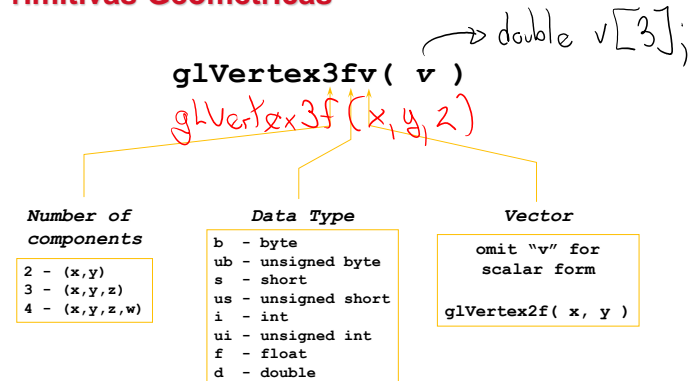 Primitivas Geométricas
double v[3];
glVertex3fv( v )
glVertex3f(x,y,z)
Number of
components
2 - (x,y)
3 - (x,y,z)
4 - (x,y,z,w)
Data Type
b - byte
ub - unsigned byte
s - short
us - unsigned short
i - int
ui - unsigned int
f - float
d - double
Vector
omit “v” for
scalar form
glVertex2f( x, y )